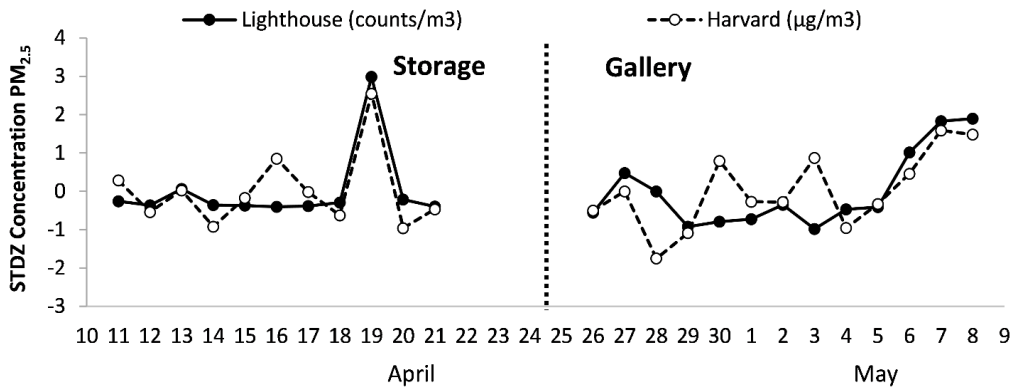 Lighthouse (counts/m3) Harvard (µg/m3)
STDZ Concentration PM2.5
4
3
2
1
0
-1
-2
-3
Storage Gallery
10 11 12 13 14 15 16 17 18 19 20 21 22 23 24 25 26 27 28 29 30 1 2 3 4 5 6 7 8 9
April May